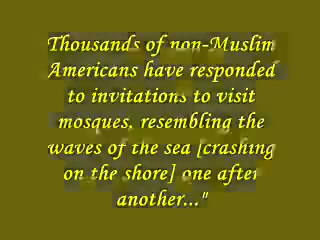 Thousands of non-Muslim
Americans have responded
to invitations to visit
mosques, resembling the
waves of the sea [crashing
on the shore] one after
another..."